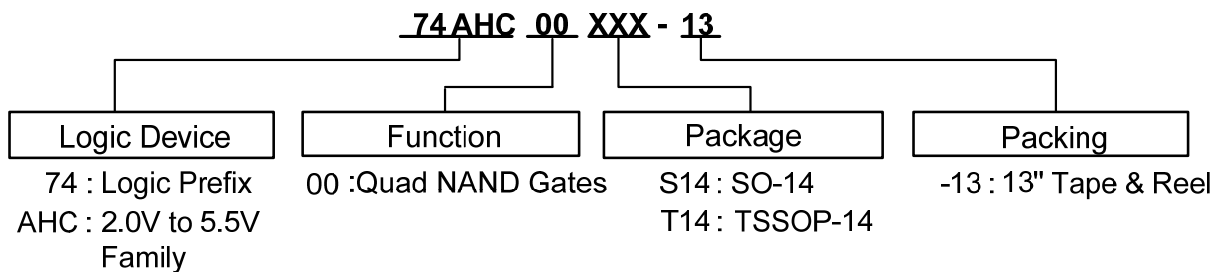 74 AHC 00 XXX - 13
Logic Device
74 : Logic Prefix
AHC : 2.0V to 5.5V
Family
Function
00 :Quad NAND Gates
Package
S14 : SO-14
T14 : TSSOP-14
Packing
-13 : 13" Tape & Reel